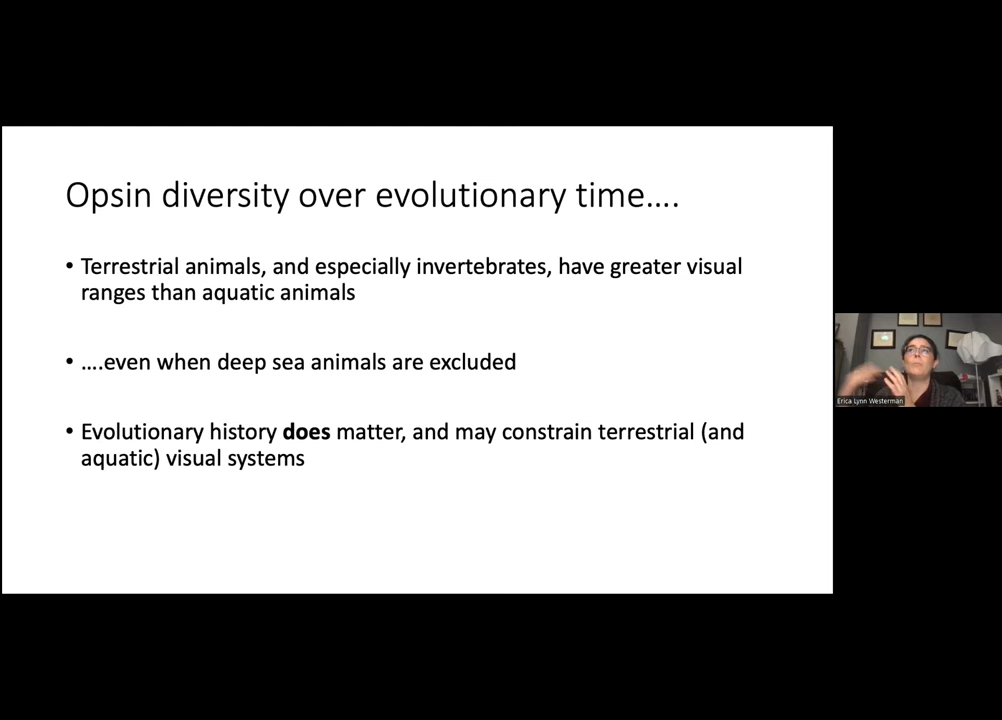 Opsin diversity over evolutionary time....
• Terrestrial animals, and especially invertebrates, have greater visual
ranges than aquatic animals
• ....even when deep sea animals are excluded
• Evolutionary history does matter, and may constrain terrestrial (and
aquatic) visual systems
Erica Lynn Westerman